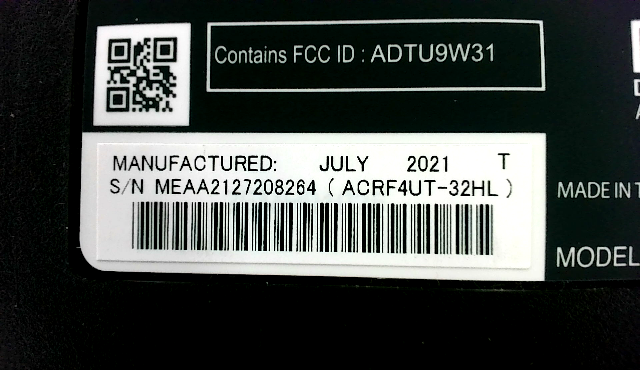 Contains FCC ID : ADTU9W31
MANUFACTURED: JULY 2021 T
S/N MEAA2127208264 ( ACRF4UT-32HL )
MADE IN
MODEL